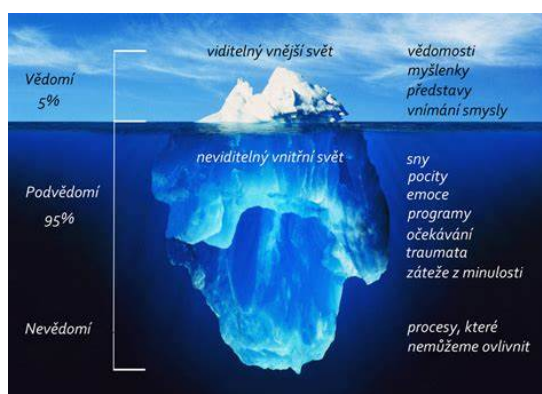 viditelný vnější svět
Vědomí
5%
vědomosti
myšlenky
představy
vnímání smysly
neviditelný vnitřní svět
Podvědomí
95%
sny
pocity
emoce
programy
očekávání
traumata
záteže z minulosti
Nevědomí
procesy, které
nemůžeme ovlivnit